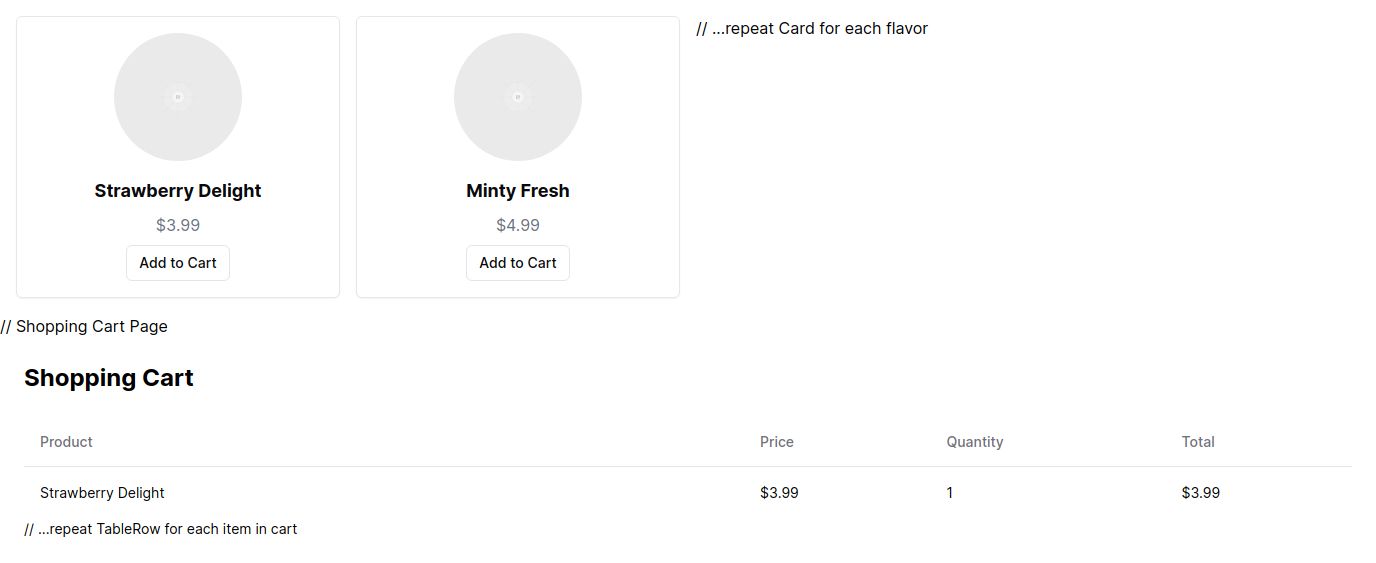 // ...repeat Card for each flavor
Strawberry Delight
$3.99
Add to Cart
Minty Fresh
$4.99
Add to Cart
// Shopping Cart Page
Shopping Cart
Product Price Quantity Total
Strawberry Delight $3.99 1 $3.99
// ...repeat TableRow for each item in cart